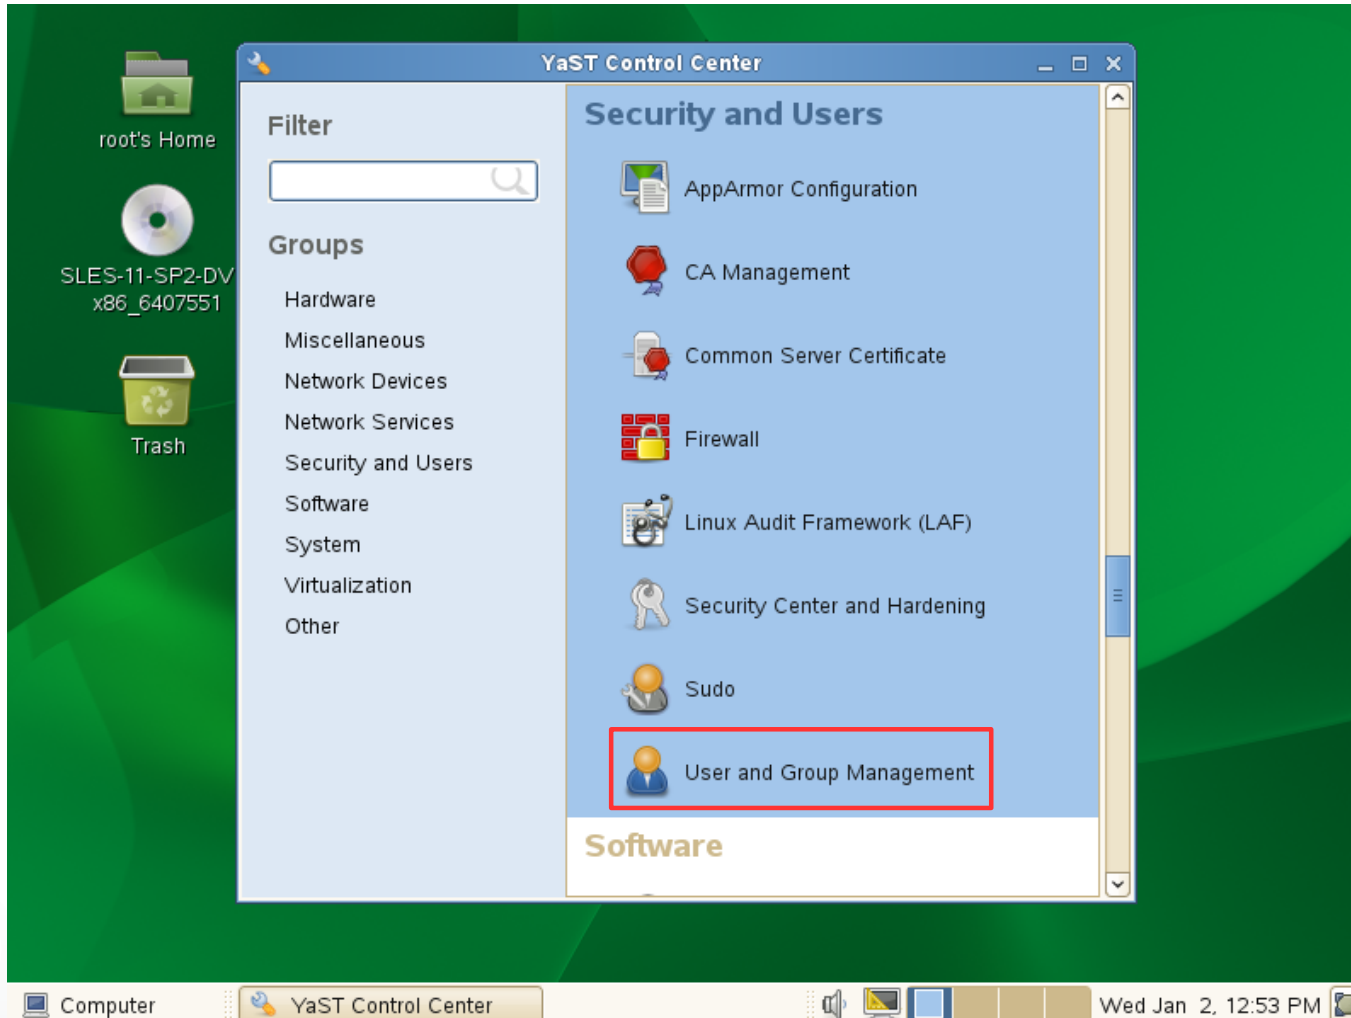 root's Home
SLES-11-SP2-DV
x86_6407551
Trash
YaST Control Center
Filter
Groups
Hardware
Miscellaneous
Network Devices
Network Services
Security and Users
Software
System
Virtualization
Other
Security and Users
AppArmor Configuration
CA Management
Common Server Certificate
Firewall
Linux Audit Framework (LAF)
Security Center and Hardening
Sudo
User and Group Management
Software
Computer
YaST Control Center
Wed Jan 2, 12:53 PM